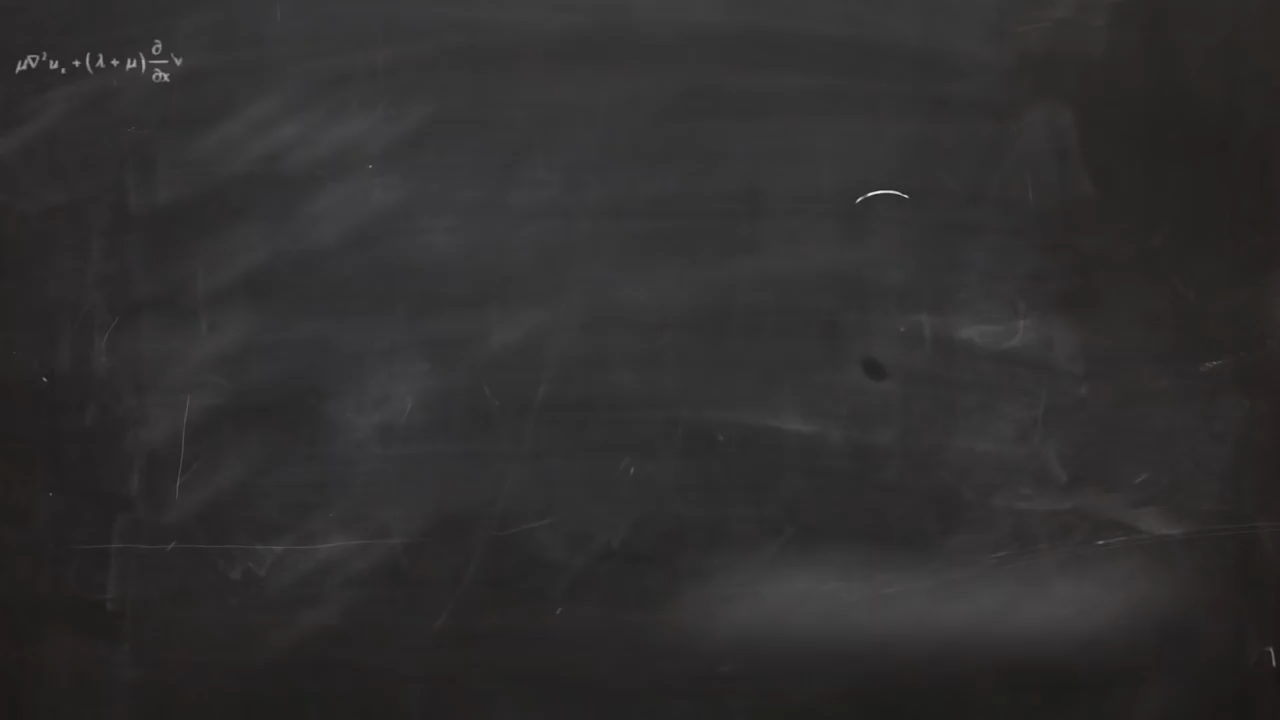 μ∇²uₓ + (λ + μ) ∂/∂x v